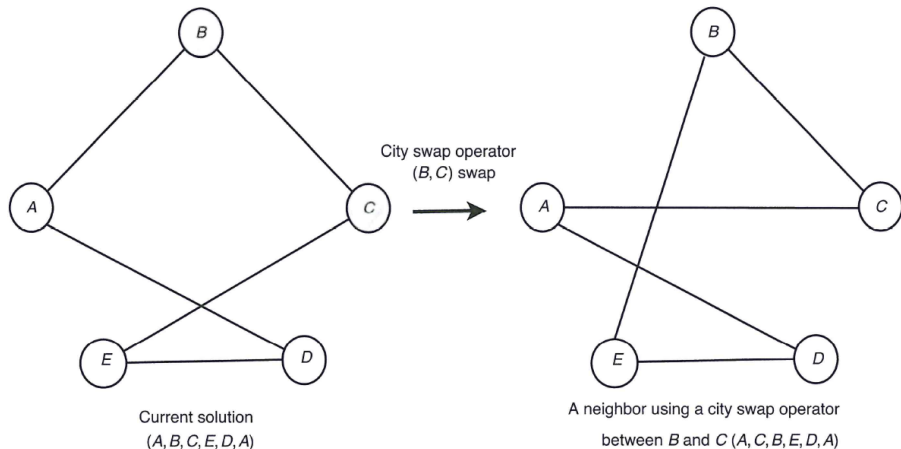 B
A
C
E
D
Current solution
(A, B, C, E, D, A)
City swap operator
(B, C) swap
B
A
C
E
D
A neighbor using a city swap operator
between B and C (A, C, B, E, D, A)